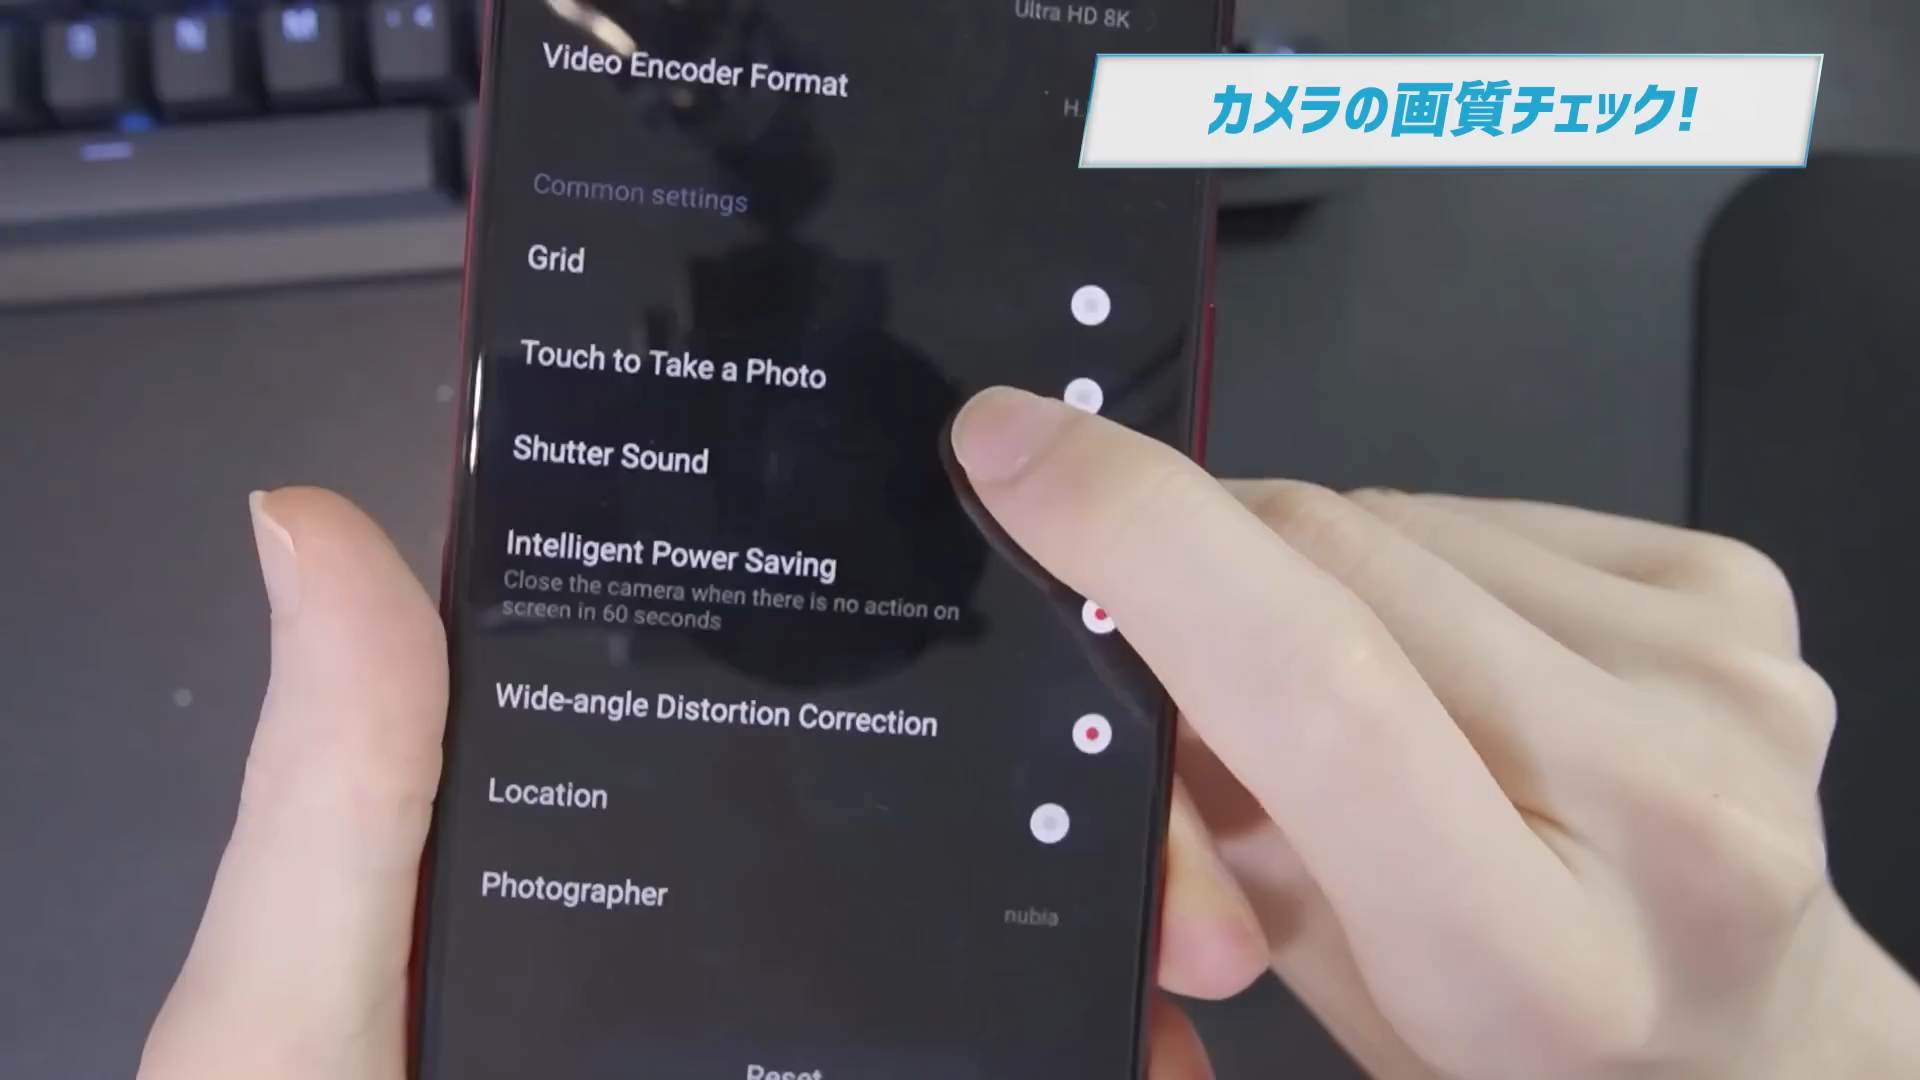 Ultra HD 8K
カメラの画質チェック!
Video Encoder Format
H.
Common settings
Grid
Touch to Take a Photo
Shutter Sound
Intelligent Power Saving
Close the camera when there is no action on
screen in 60 seconds
Wide-angle Distortion Correction
Location
Photographer
nubia
Reset
B
N
M